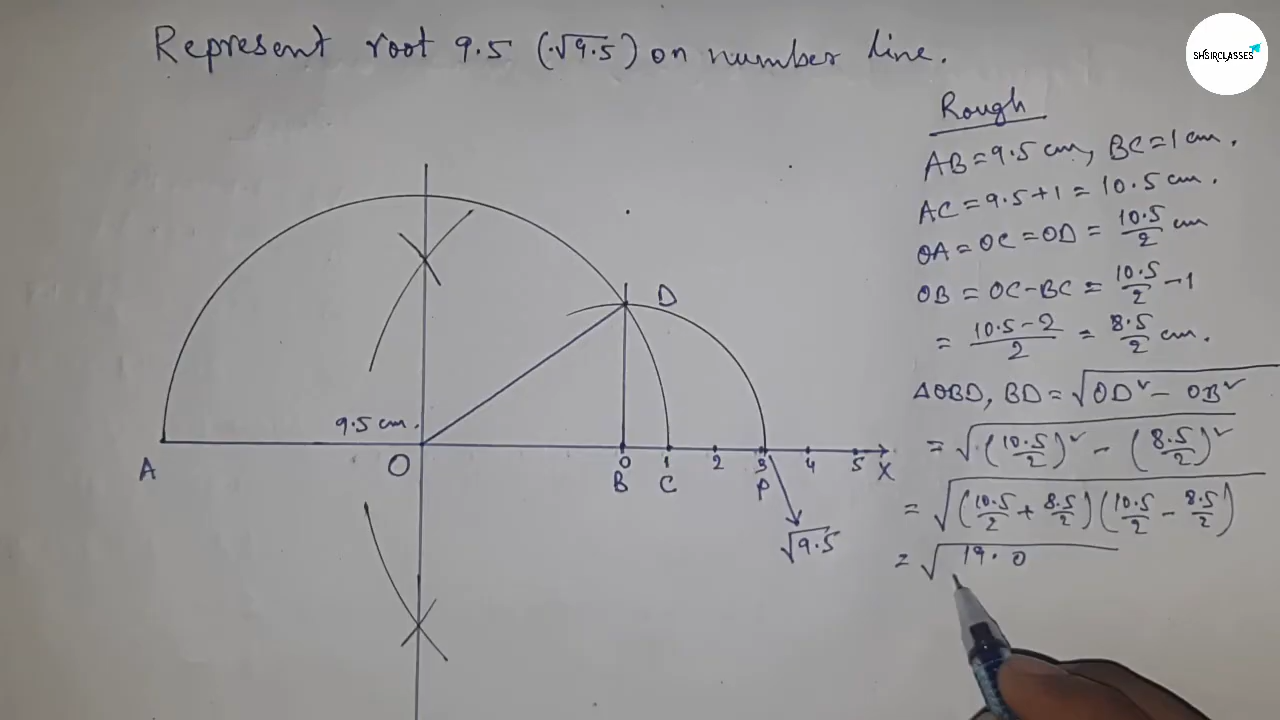 Represent root 9.5 (√9.5) on number line.
SHSIRCLASSES
Rough
AB = 9.5 cm, BC = 1 cm.
AC = 9.5 + 1 = 10.5 cm.
OA = OC = OD = 10.5/2 cm
OB = OC - BC = 10.5/2 - 1
= 10.5 - 2/2 = 8.5/2 cm.
ΔOBD, BD = √OD² - OB²
= √(10.5/2)² - (8.5/2)²
= √(10.5/2 + 8.5/2)(10.5/2 - 8.5/2)
= √19.0
D
9.5 cm.
A O 0 1 2 3 4 5 X
B C P
√9.5